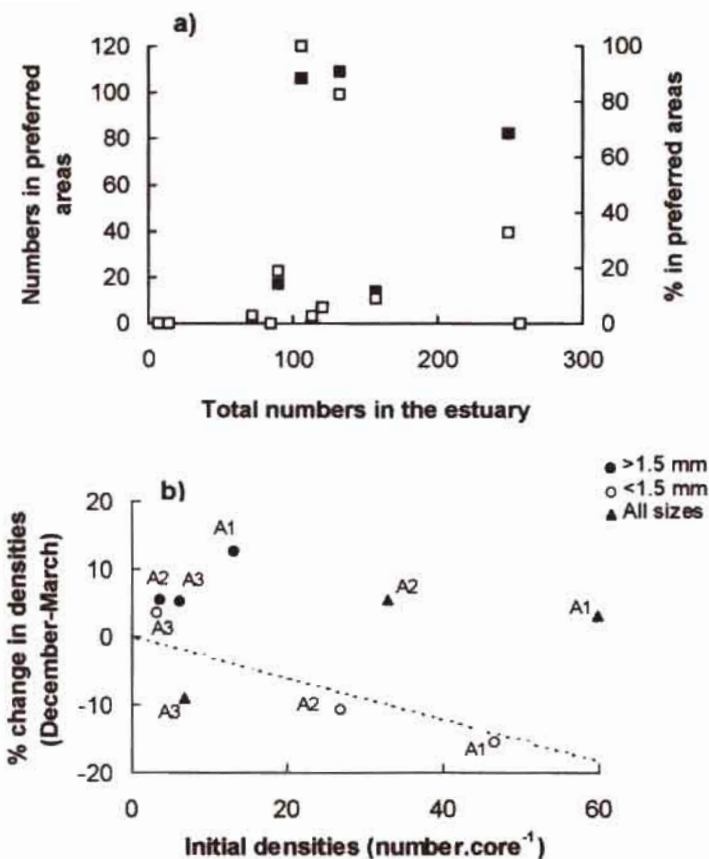 a)
120
100
80
60
40
20
0
Numbers in preferred
areas
100
80
60
40
20
0
% in preferred areas
0 100 200 300
Total numbers in the estuary
● >1.5 mm
○ <1.5 mm
▲ All sizes
b)
20
10
0
-10
-20
% change in densities
(December-March)
A1
A2 A3
A3
A2
A1
A3
A2
A1
0 20 40 60
Initial densities (number.core⁻¹)